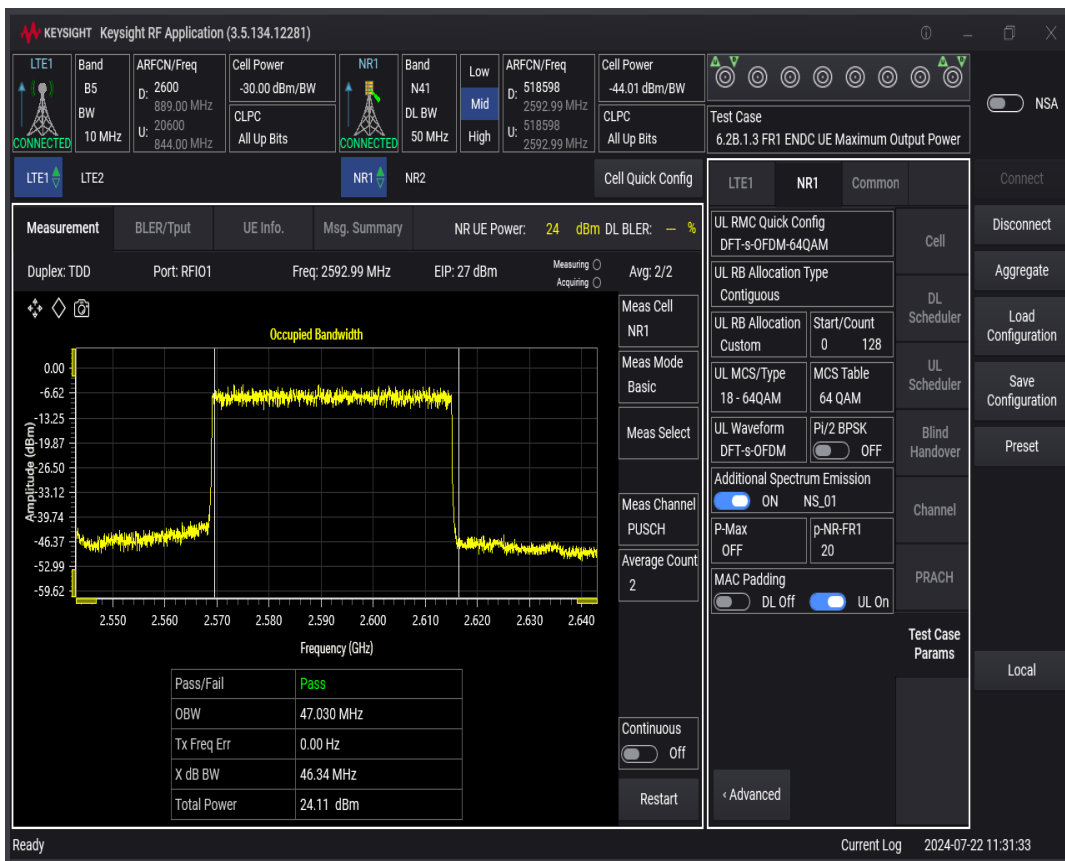 KEYSIGHT Keysight RF Application (3.5.134.12281)
LTE1 Band ARFCN/Freq Cell Power NR1 Band Low ARFCN/Freq Cell Power
B5 D: 2600 -30.00 dBm/BW N41 D: 518598 -44.01 dBm/BW
889.00 MHz 2592.99 MHz
BW CLPC DL BW Mid CLPC Test Case
CONNECTED 10 MHz U: 20600 All Up Bits CONNECTED 50 MHz High U: 518598 All Up Bits 6.2B.1.3 FR1 ENDC UE Maximum Output Power
844.00 MHz 2592.99 MHz
NSA
LTE1 LTE2 NR1 NR2 Cell Quick Config
Measurement BLER/Tput UE Info. Msg. Summary NR UE Power: 24 dBm DL BLER: — %
Duplex: TDD Port: RFIO1 Freq: 2592.99 MHz EIP: 27 dBm Measuring Acquiring Avg: 2/2
Occupied Bandwidth
Amplitude (dBm)
0.00
-6.62
-13.25
-19.87
-26.50
-33.12
-39.74
-46.37
-52.99
-59.62
2.550 2.560 2.570 2.580 2.590 2.600 2.610 2.620 2.630 2.640
Frequency (GHz)
Pass/Fail Pass
OBW 47.030 MHz
Tx Freq Err 0.00 Hz
X dB BW 46.34 MHz
Total Power 24.11 dBm
Meas Cell
NR1
Meas Mode
Basic
Meas Select
Meas Channel
PUSCH
Average Count
2
Continuous
Off
Restart
LTE1 NR1 Common
UL RMC Quick Config
DFT-s-OFDM-64QAM
UL RB Allocation Type
Contiguous
UL RB Allocation Start/Count
Custom 0 128
UL MCS/Type MCS Table
18 - 64QAM 64 QAM
UL Waveform Pi/2 BPSK
DFT-s-OFDM OFF
Additional Spectrum Emission
ON NS_01
P-Max p-NR-FR1
OFF 20
MAC Padding
DL Off UL On
‹ Advanced
Cell
DL
Scheduler
UL
Scheduler
Blind
Handover
Channel
PRACH
Test Case
Params
Connect
Disconnect
Aggregate
Load
Configuration
Save
Configuration
Preset
Local
Ready Current Log 2024-07-22 11:31:33